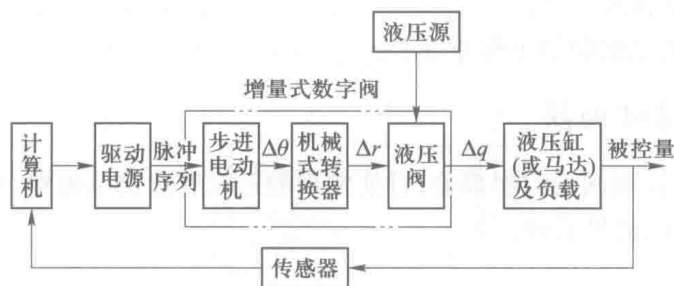 液压源
增量式数字阀
计算机
驱动
电源
脉冲
序列
步进
电动
机
Δθ
机械
式转
换器
Δr
液压
阀
Δq
液压缸
(或马达)
及负载
被控量
传感器